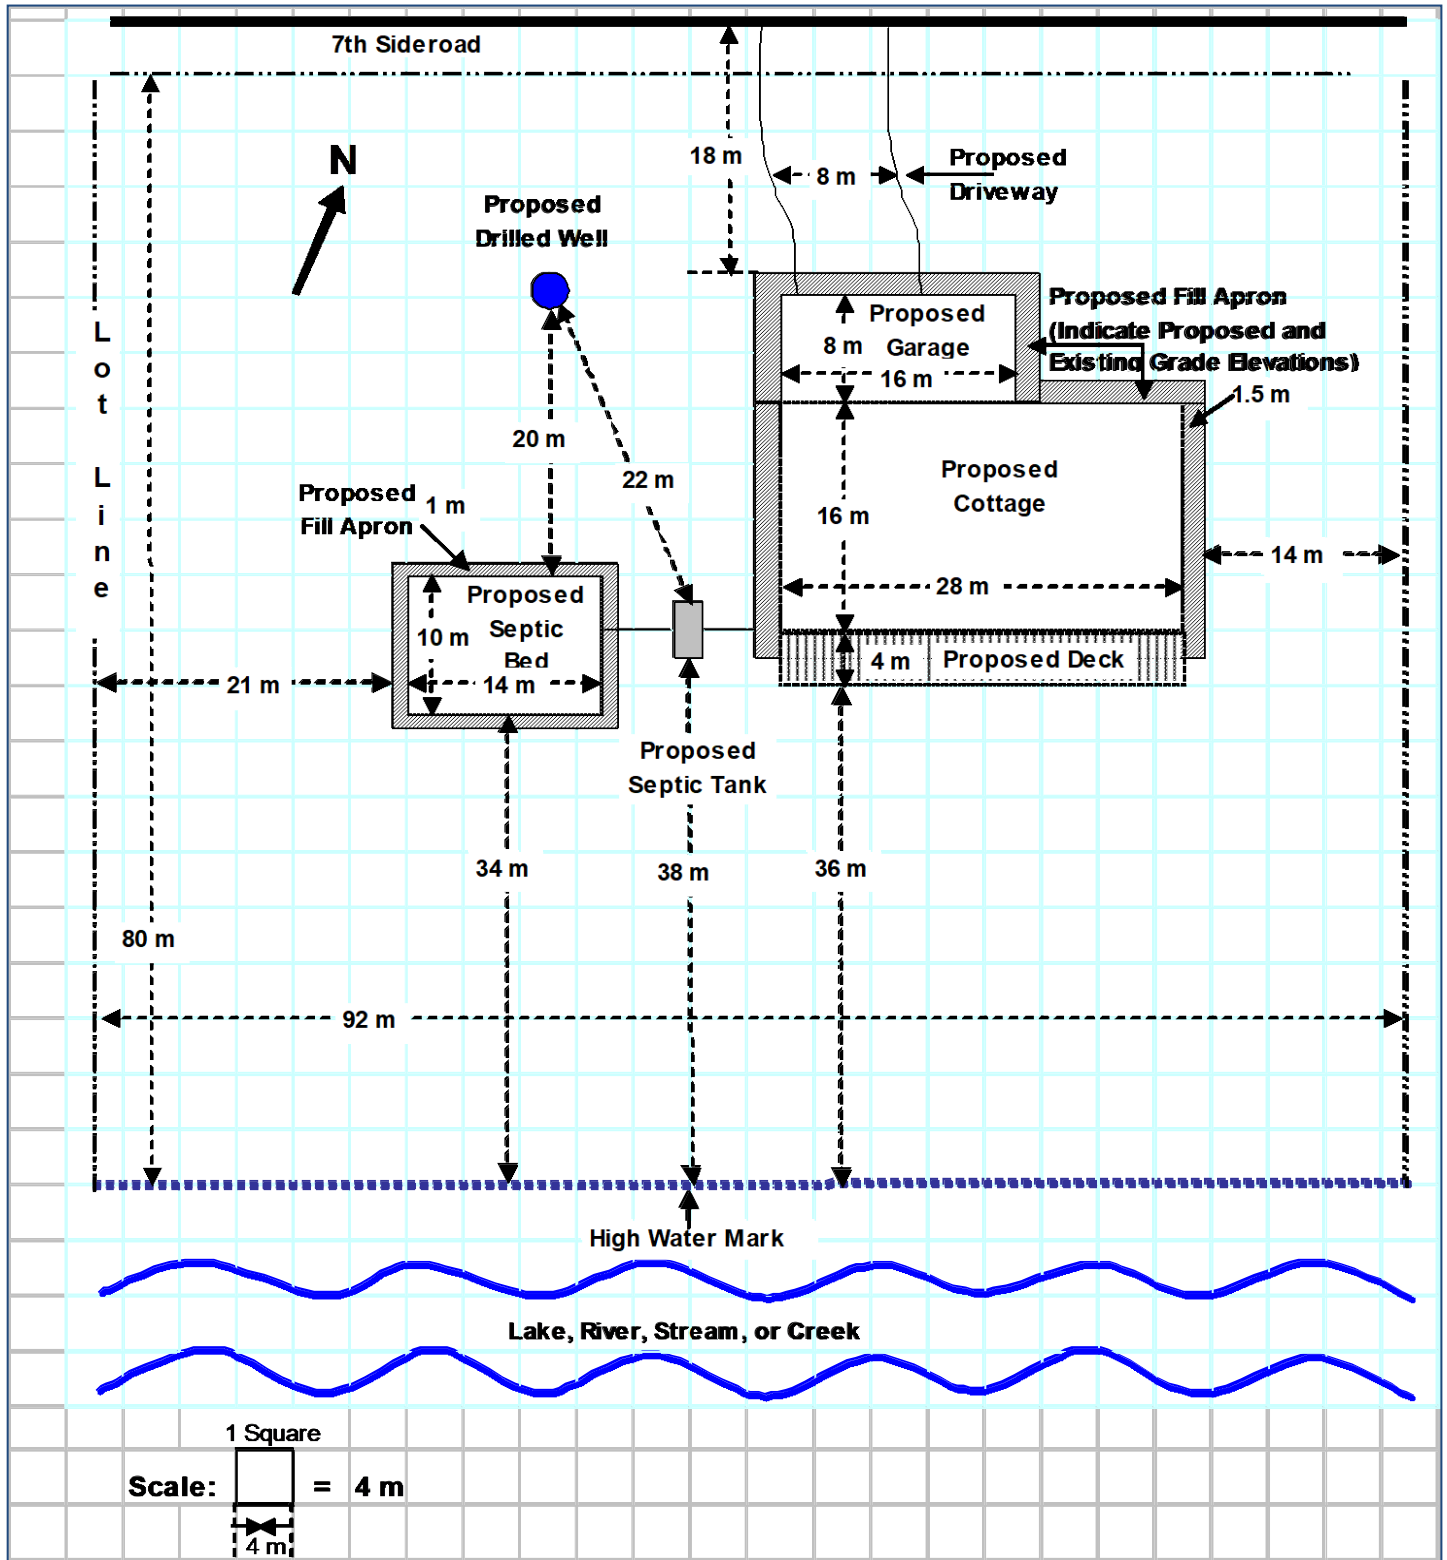 7th Sideroad
N
18 m
8 m
Proposed
Driveway
Proposed
Drilled Well
Lot Line
Proposed
Garage
8 m
16 m
Proposed Fill Apron
(Indicate Proposed and
Existing Grade Elevations)
1.5 m
20 m
22 m
Proposed
Cottage
16 m
28 m
14 m
Proposed
Fill Apron
1 m
Proposed
Septic
Bed
10 m
14 m
21 m
4 m
Proposed Deck
Proposed
Septic Tank
34 m
38 m
36 m
80 m
92 m
High Water Mark
Lake, River, Stream, or Creek
1 Square
Scale: = 4 m
4 m